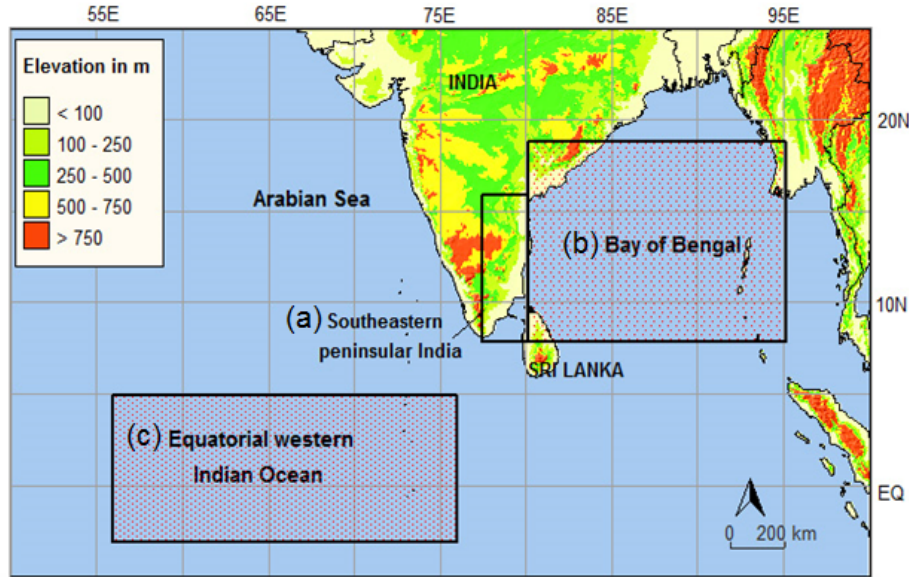 55E 65E 75E 85E 95E
Elevation in m
< 100
100 - 250
250 - 500
500 - 750
> 750
INDIA
20N
Arabian Sea
(b) Bay of Bengal
10N
(a) Southeastern
peninsular India
SRI LANKA
(c) Equatorial western
Indian Ocean
EQ
0 200 km